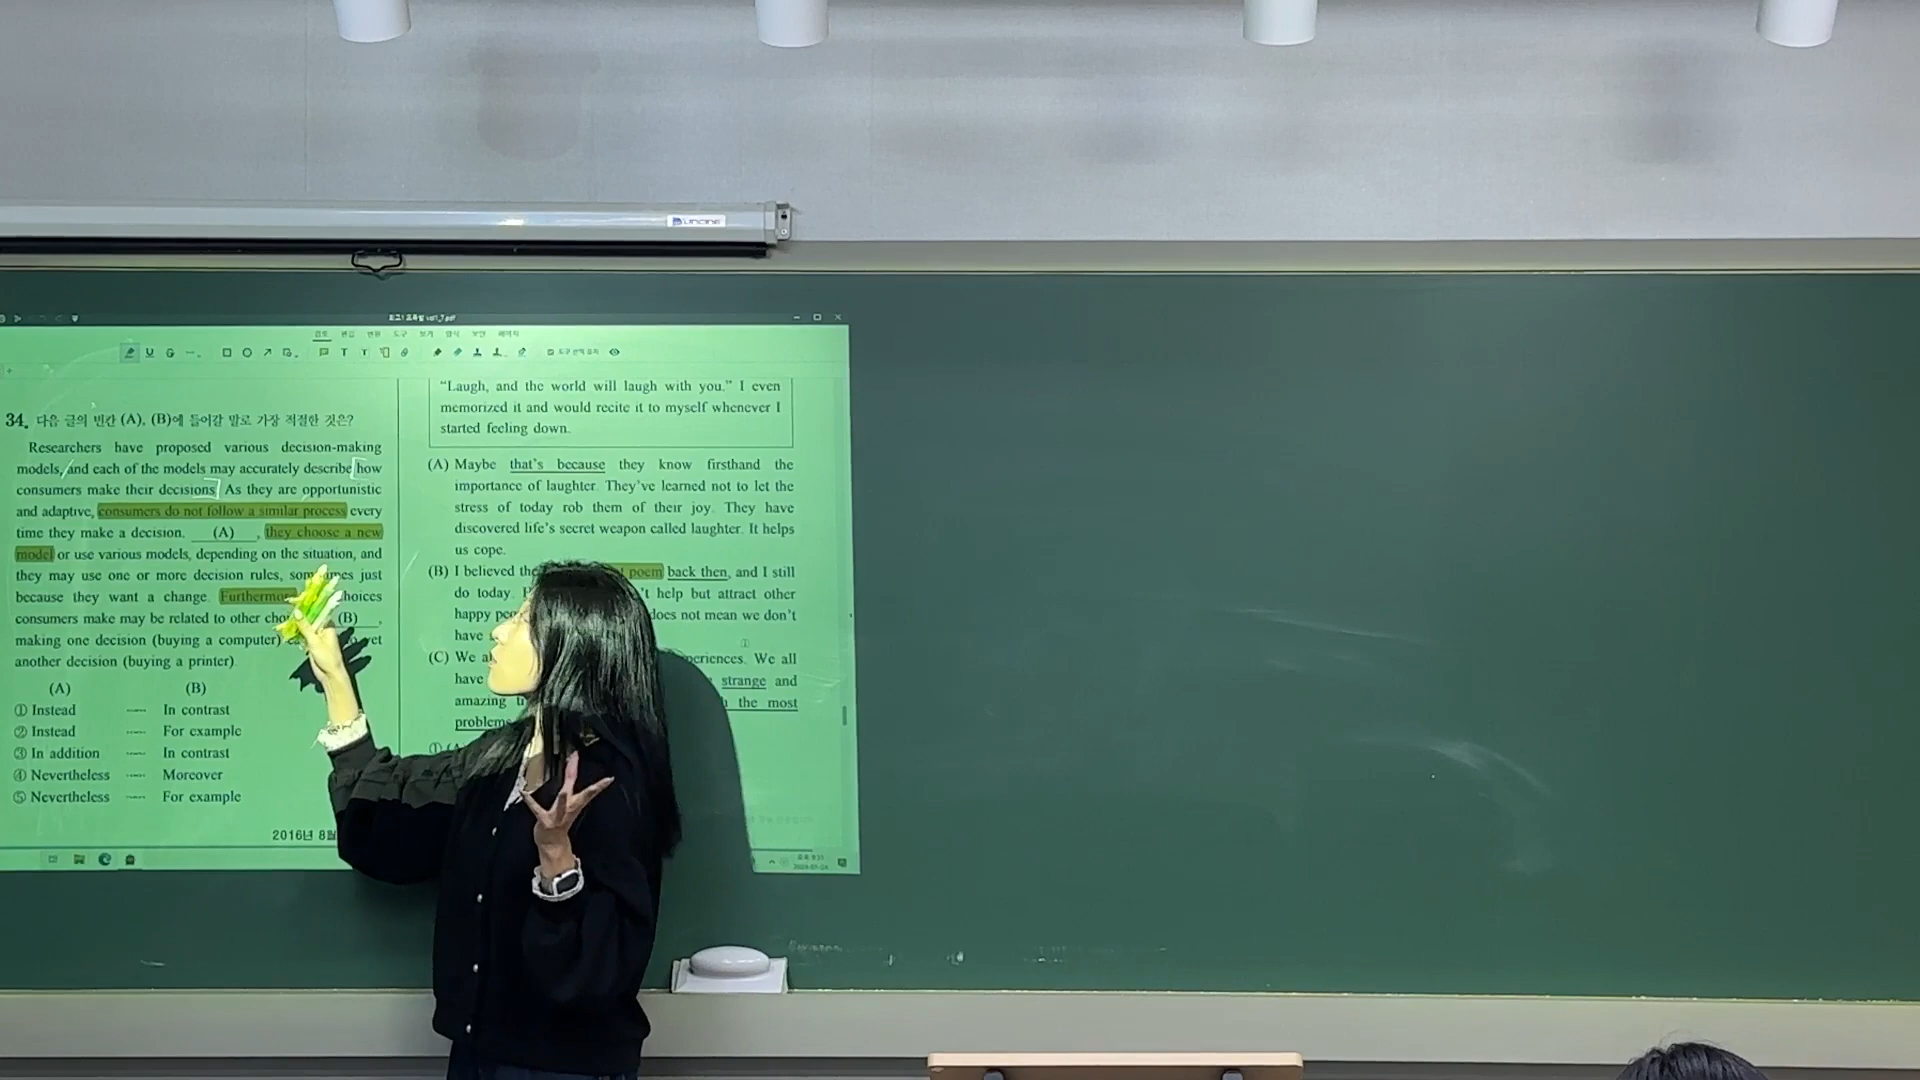 34. 다음 글의 빈칸 (A), (B)에 들어갈 말로 가장 적절한 것은?
Researchers have proposed various decision-making
models, and each of the models may accurately describe how
consumers make their decisions. As they are opportunistic
and adaptive, consumers do not follow a similar process every
time they make a decision. (A) , they choose a new
model or use various models, depending on the situation, and
they may use one or more decision rules, sometimes just
because they want a change. choices
consumers make may be related to other (B) ,
making one decision (buying a computer) yet
another decision (buying a printer).
(A) (B)
① Instead ┈ In contrast
② Instead ┈ For example
③ In addition ┈ In contrast
④ Nevertheless ┈ Moreover
⑤ Nevertheless ┈ For example
2016년 8월
“Laugh, and the world will laugh with you.” I even
memorized it and would recite it to myself whenever I
started feeling down.
(A) Maybe that's because they know firsthand the
importance of laughter. They've learned not to let the
stress of today rob them of their joy. They have
discovered life's secret weapon called laughter. It helps
us cope.
(B) I believed poem back then, and I still
do today. help but attract other
happy does not mean we don't
have
①
(C) We We all
have strange and
amazing the most
problems